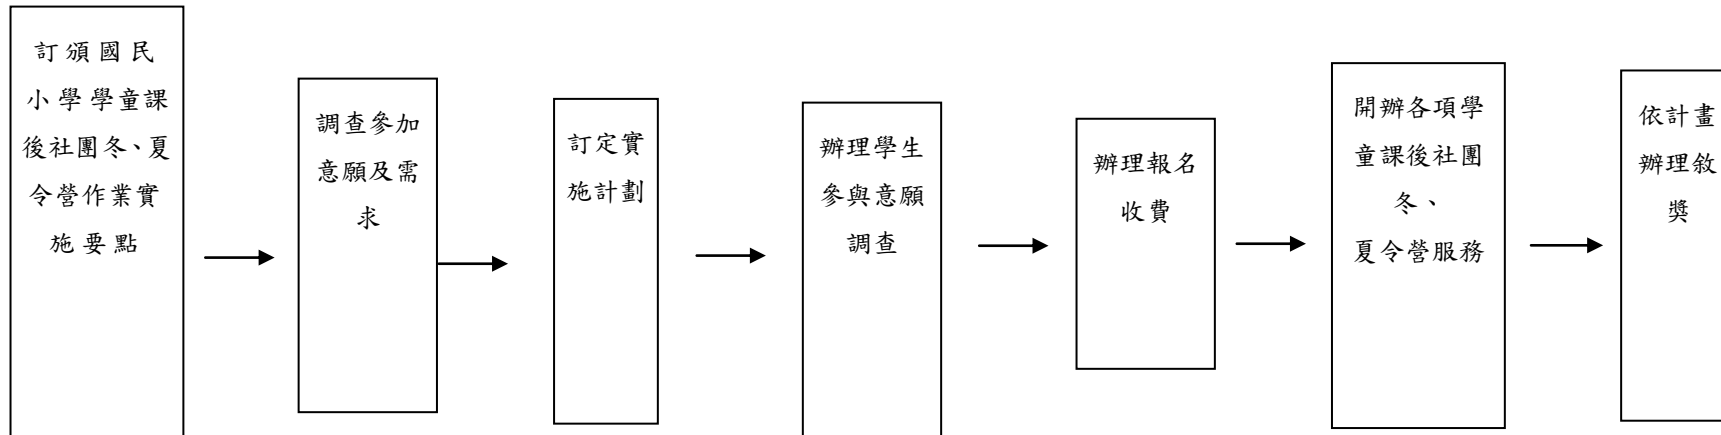 訂頒國民
小學學童課
後社團冬、夏
令營作業實
施要點
調查參加
意願及需
求
訂定實
施計劃
辦理學生
參與意願
調查
辦理報名
收費
開辦各項學
童課後社團
冬、
夏令營服務
依計畫
辦理敘
獎